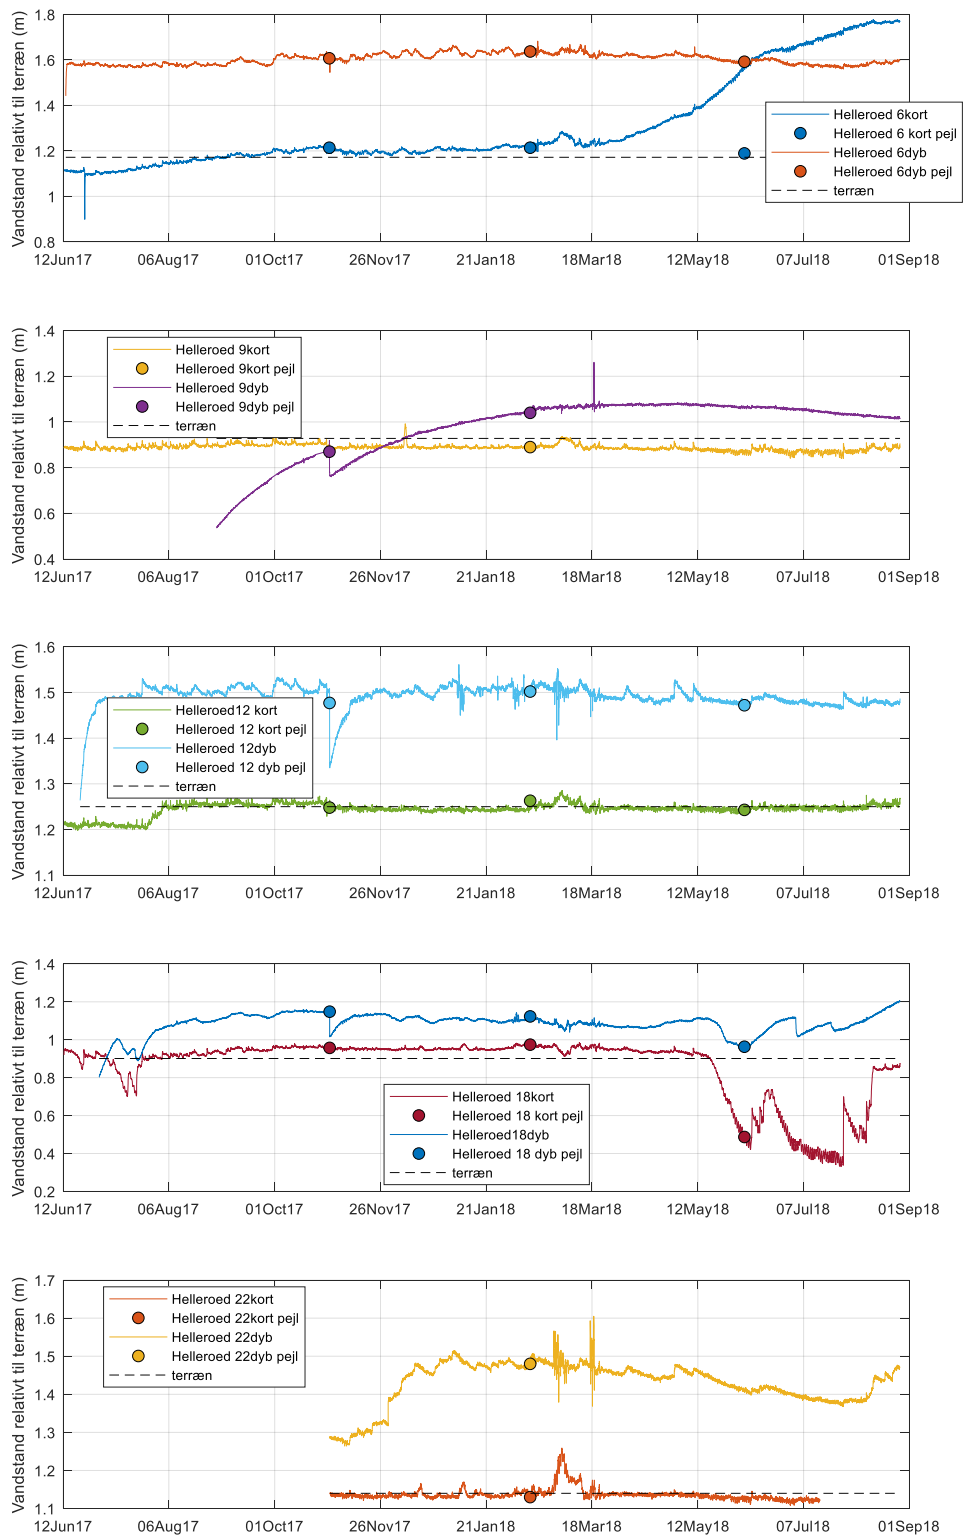 Vandstand relativt til terræn (m)
1.8
1.6
1.4
1.2
1
0.8
Helleroed 6kort
Helleroed 6 kort pejl
Helleroed 6dyb
Helleroed 6dyb pejl
terræn
12Jun17 06Aug17 01Oct17 26Nov17 21Jan18 18Mar18 12May18 07Jul18 01Sep18
Vandstand relativt til terræn (m)
1.4
1.2
1
0.8
0.6
0.4
Helleroed 9kort
Helleroed 9kort pejl
Helleroed 9dyb
Helleroed 9dyb pejl
terræn
12Jun17 06Aug17 01Oct17 26Nov17 21Jan18 18Mar18 12May18 07Jul18 01Sep18
Vandstand relativt til terræn (m)
1.6
1.5
1.4
1.3
1.2
1.1
Helleroed12 kort
Helleroed 12 kort pejl
Helleroed 12dyb
Helleroed 12 dyb pejl
terræn
12Jun17 06Aug17 01Oct17 26Nov17 21Jan18 18Mar18 12May18 07Jul18 01Sep18
Vandstand relativt til terræn (m)
1.4
1.2
1
0.8
0.6
0.4
0.2
Helleroed 18kort
Helleroed 18 kort pejl
Helleroed18dyb
Helleroed 18 dyb pejl
terræn
12Jun17 06Aug17 01Oct17 26Nov17 21Jan18 18Mar18 12May18 07Jul18 01Sep18
Vandstand relativt til terræn (m)
1.7
1.6
1.5
1.4
1.3
1.2
1.1
Helleroed 22kort
Helleroed 22kort pejl
Helleroed 22dyb
Helleroed 22dyb pejl
terræn
12Jun17 06Aug17 01Oct17 26Nov17 21Jan18 18Mar18 12May18 07Jul18 01Sep18